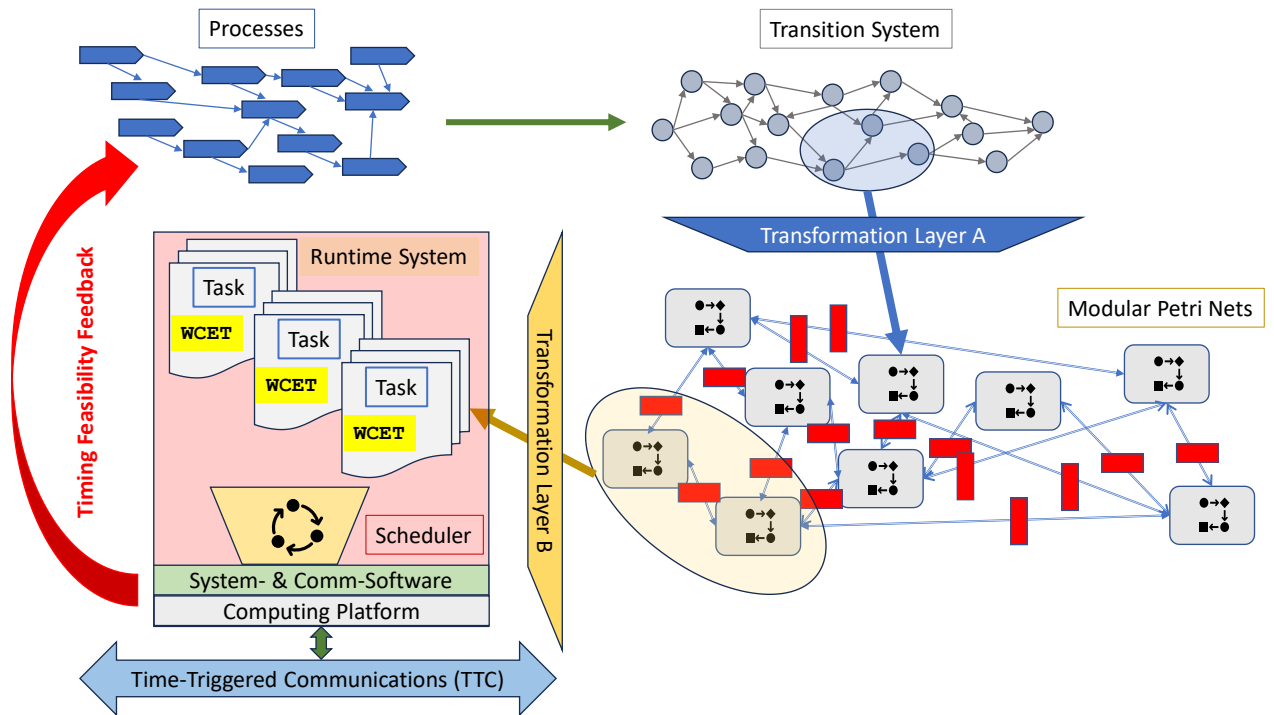 Processes
Transition System
Transformation Layer A
Runtime System
Task
WCET
Task
WCET
Task
WCET
Timing Feasibility Feedback
Transformation Layer B
Modular Petri Nets
Scheduler
System- & Comm-Software
Computing Platform
Time-Triggered Communications (TTC)